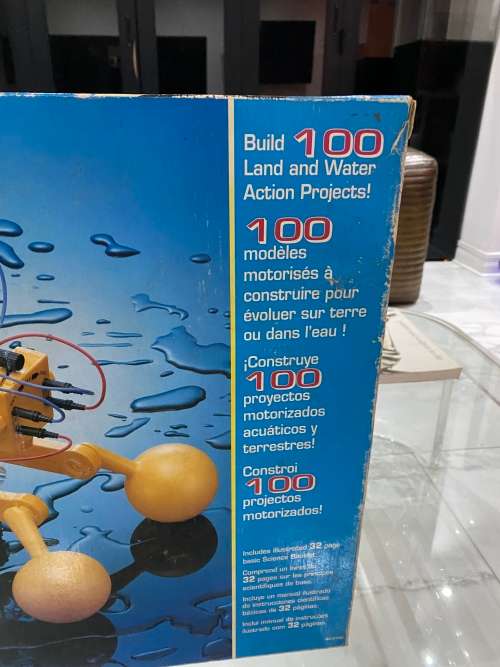 Build 100
Land and Water
Action Projects!
100
modèles
motorisés à
construire pour
évoluer sur terre
ou dans l'eau !
¡Construye
100
proyectos
motorizados
acuáticos y
terrestres!
Constroi
100
projectos
motorizados!
Includes illustrated 32 page
basic Science Booklet.
Comprend un livret de
32 pages sur les principes
scientifiques de base.
Incluye un manual ilustrado
de instrucciones científicas
básicas de 32 páginas.
Inclui manual de instruções
ilustrado com 32 páginas.